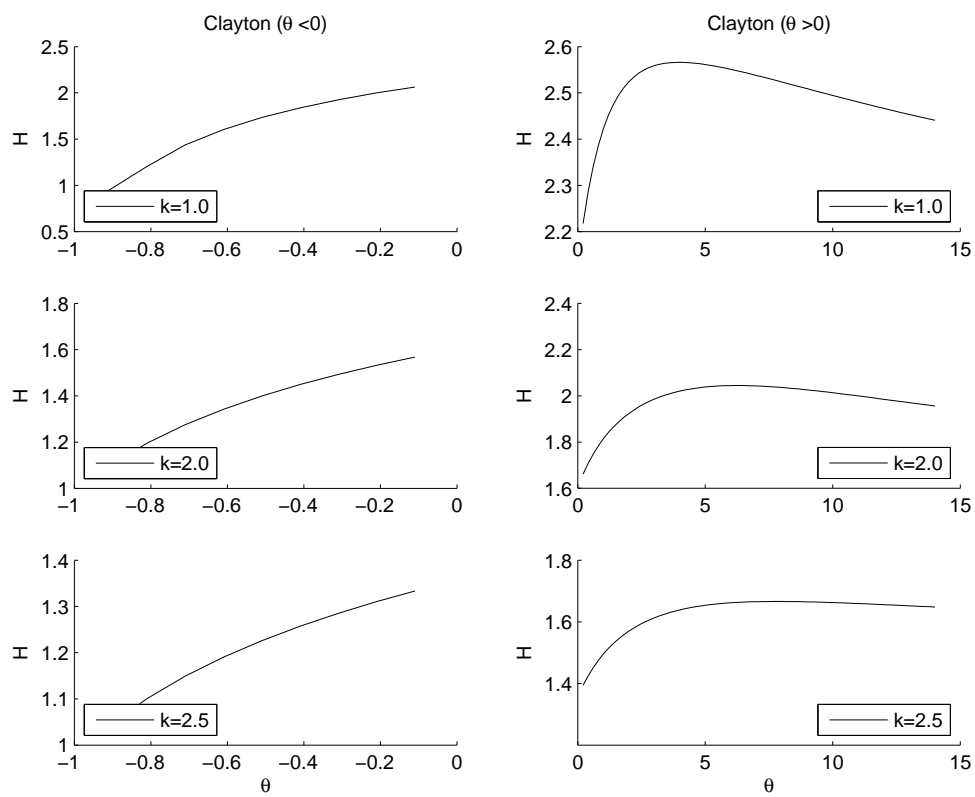 Clayton (θ <0)
2.5
2
1.5
1
0.5
H
k=1.0
−1 −0.8 −0.6 −0.4 −0.2 0
Clayton (θ >0)
2.6
2.5
2.4
2.3
2.2
H
k=1.0
0 5 10 15
1.8
1.6
1.4
1.2
1
H
k=2.0
−1 −0.8 −0.6 −0.4 −0.2 0
2.4
2.2
2
1.8
1.6
H
k=2.0
0 5 10 15
1.4
1.3
1.2
1.1
1
H
k=2.5
−1 −0.8 −0.6 −0.4 −0.2 0
θ
1.8
1.6
1.4
H
k=2.5
0 5 10 15
θ